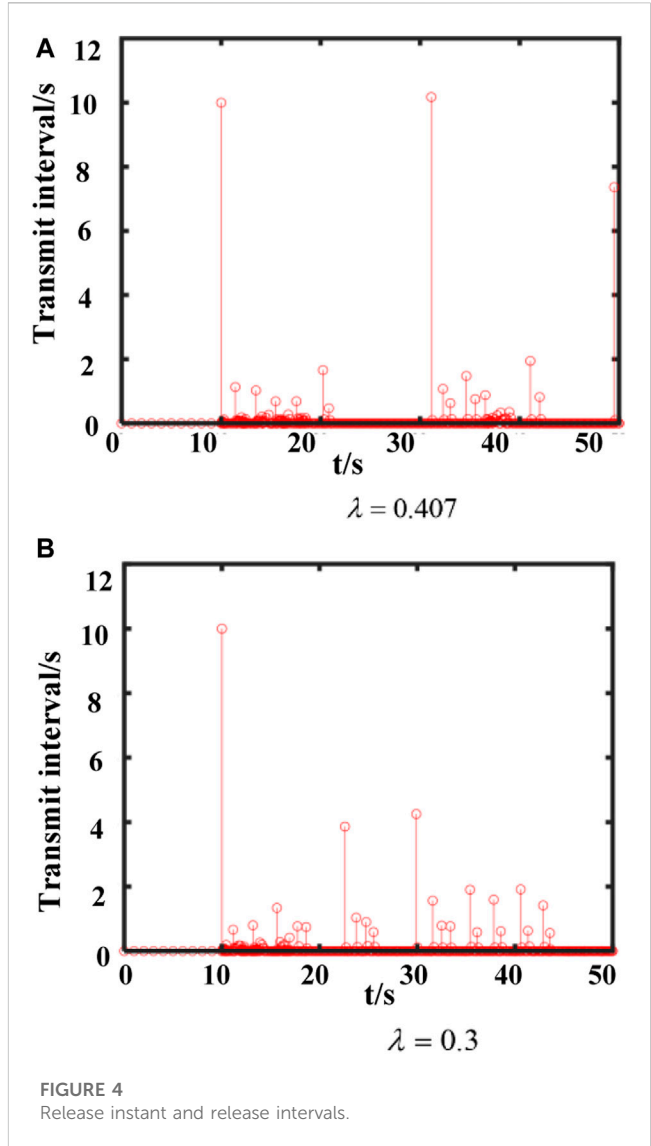 A
12
10
8
6
4
2
0
Transmit interval/s
0 10 20 30 40 50
t/s
λ = 0.407
B
12
10
8
6
4
2
0
Transmit interval/s
0 10 20 30 40 50
t/s
λ = 0.3
FIGURE 4
Release instant and release intervals.